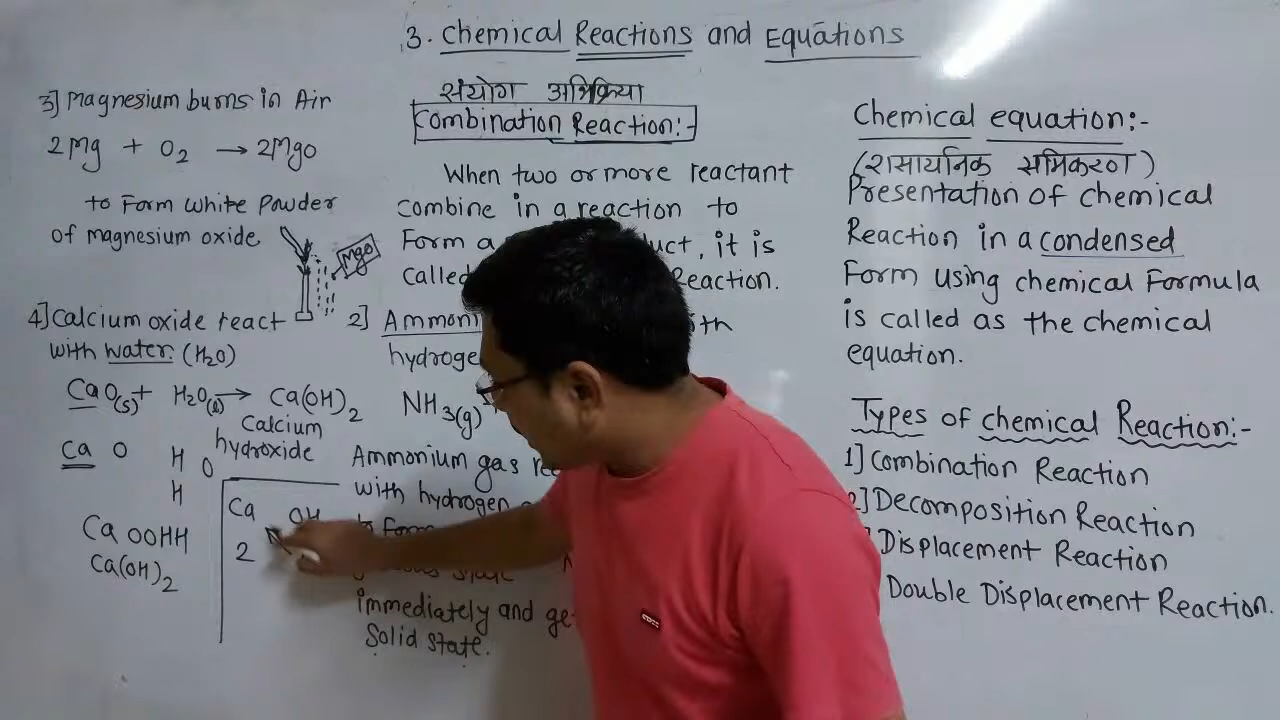 3. Chemical Reactions and Equations
3] Magnesium burns in Air
2Mg + O2 → 2Mgo
to Form white Powder
of magnesium oxide
Mgo
4] Calcium oxide react
with water. (H2O)
CaO(s) + H2O(l) → Ca(OH)2
Calcium
hydroxide
Ca O
H
O
H
Ca OOHH
Ca(OH)2
Ca OH
2
संयोग अभिक्रिया
Combination Reaction:-
When two or more reactant
combine in a reaction to
Form a
it is
called Reaction.
2]
hydroge
NH3(g)
Ammonium gas
with hydrogen
to Form
state
immediately and ge
Solid state.
Chemical equation:-
(रासायनिक समिकरण)
Presentation of chemical
Reaction in a condensed
Form using chemical Formula
is called as the chemical
equation.
Types of chemical Reaction:-
1] Combination Reaction
2] Decomposition Reaction
Displacement Reaction
Double Displacement Reaction.